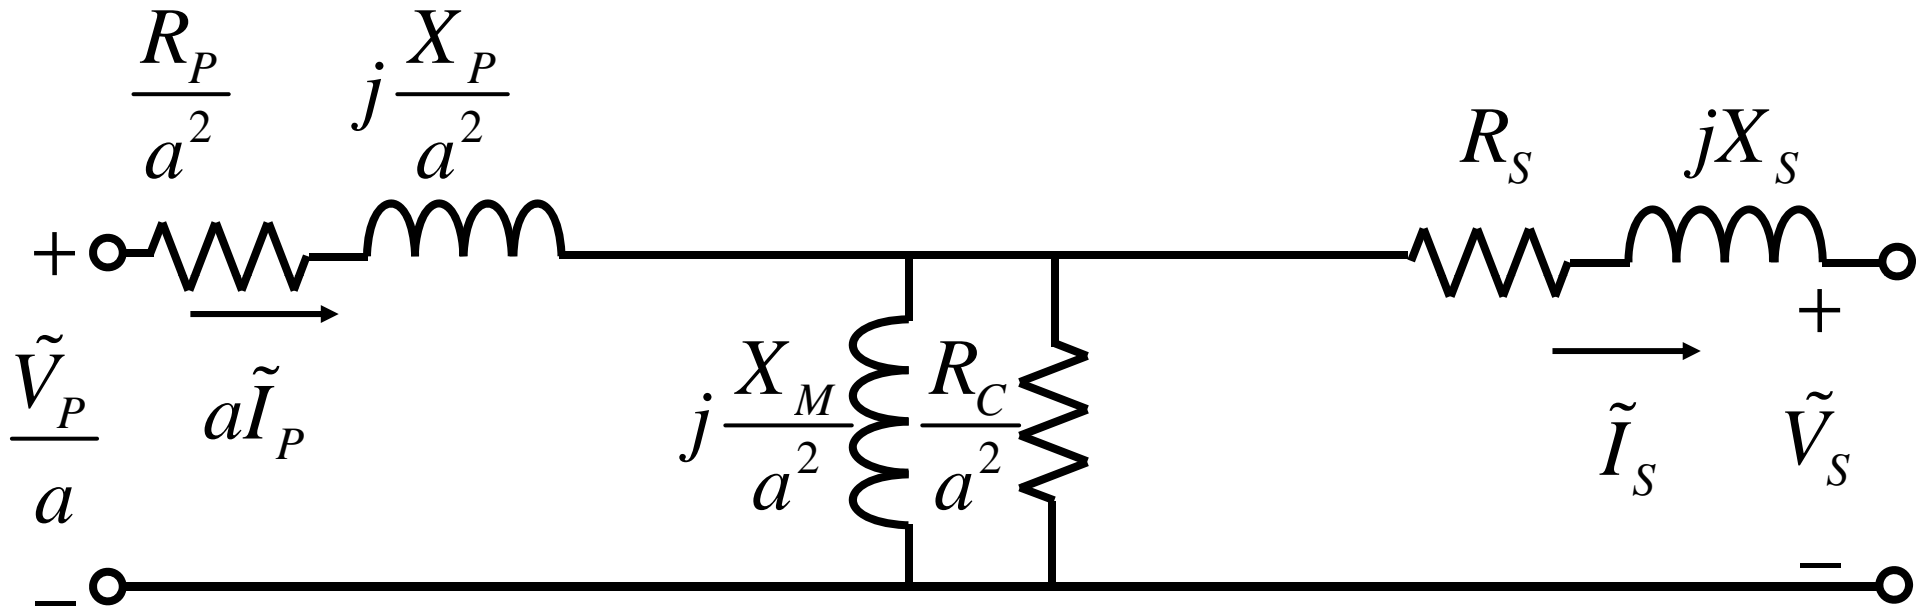 R_P/a^2
j X_P/a^2
R_S
jX_S
+
+
Ṽ_P/a
aĨ_P
j X_M/a^2
R_C/a^2
Ĩ_S
Ṽ_S
−
−